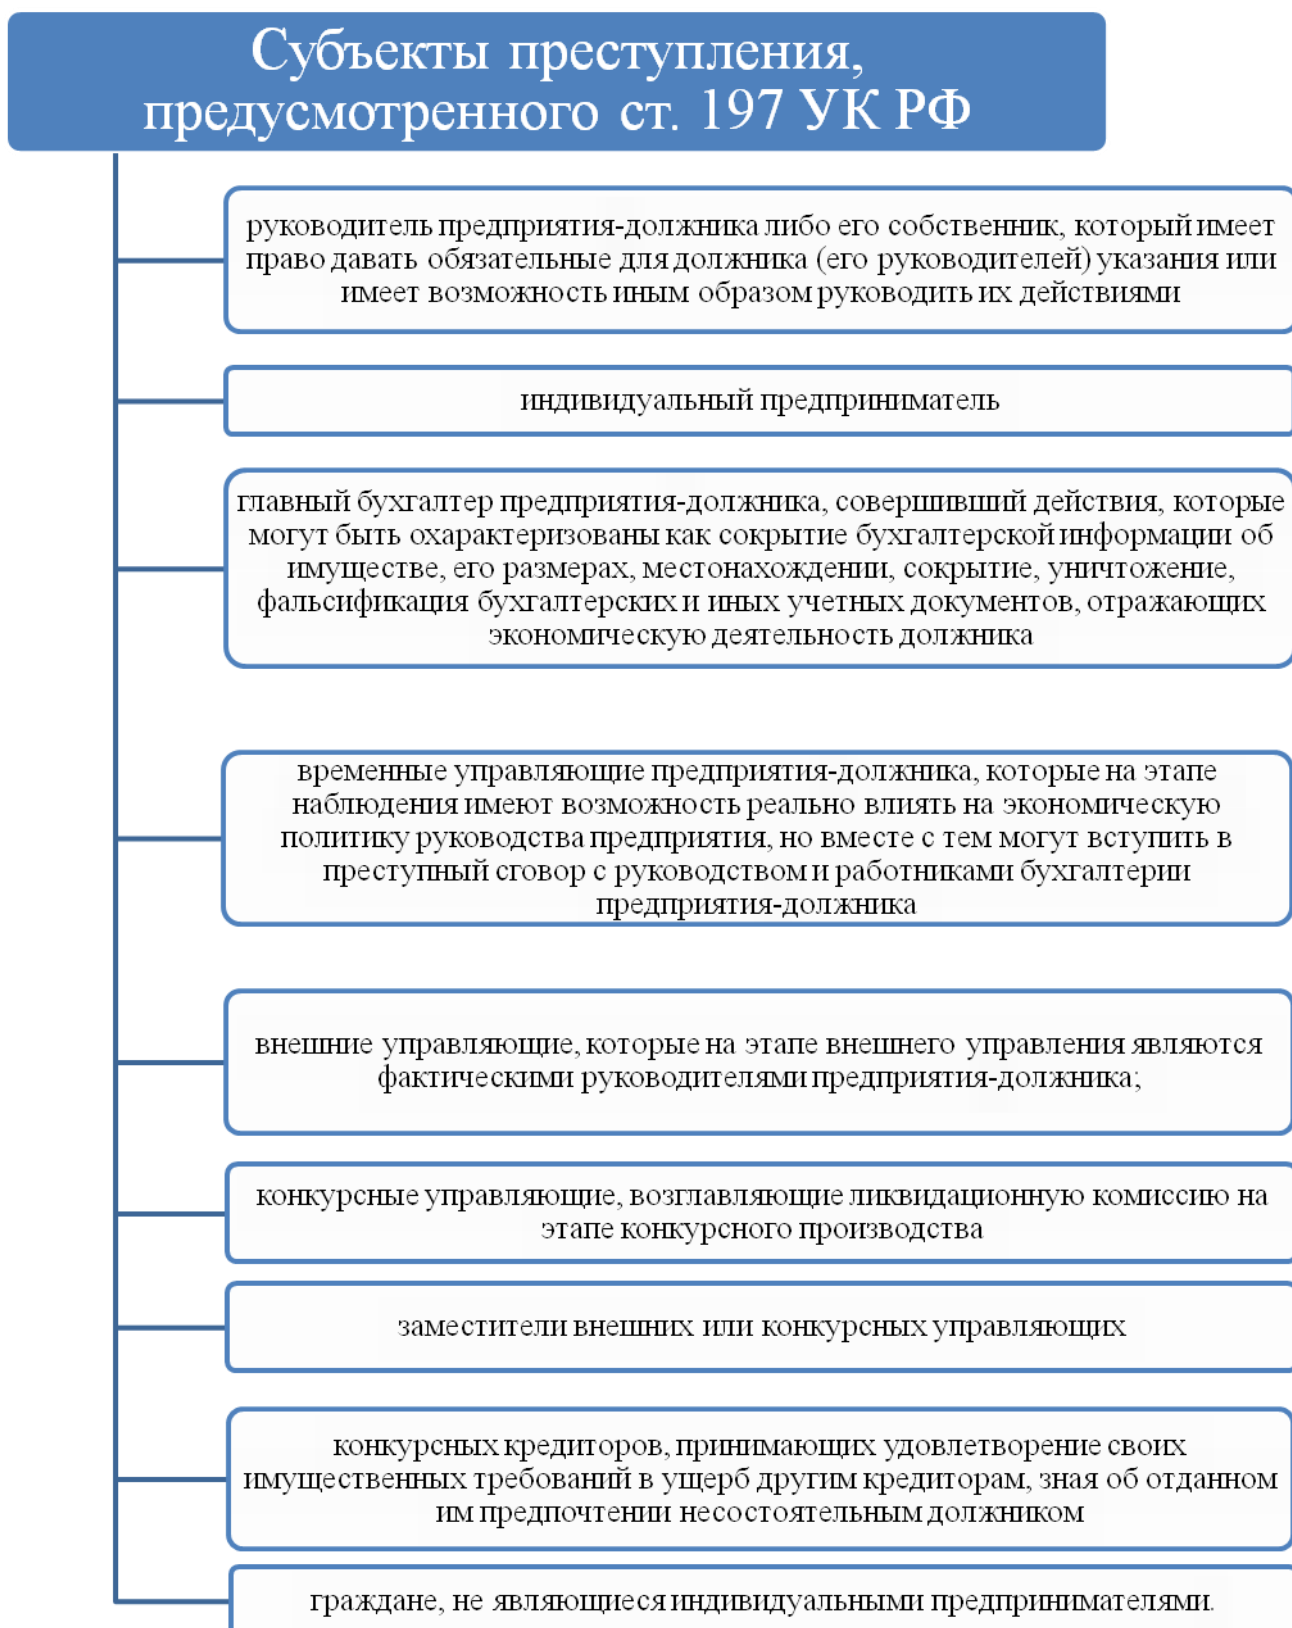 Субъекты преступления,
предусмотренного ст. 197 УК РФ
руководитель предприятия-должника либо его собственник, который имеет
право давать обязательные для должника (его руководителей) указания или
имеет возможность иным образом руководить их действиями
индивидуальный предприниматель
главный бухгалтер предприятия-должника, совершивший действия, которые
могут быть охарактеризованы как сокрытие бухгалтерской информации об
имуществе, его размерах, местонахождении, сокрытие, уничтожение,
фальсификация бухгалтерских и иных учетных документов, отражающих
экономическую деятельность должника
временные управляющие предприятия-должника, которые на этапе
наблюдения имеют возможность реально влиять на экономическую
политику руководства предприятия, но вместе с тем могут вступить в
преступный сговор с руководством и работниками бухгалтерии
предприятия-должника
внешние управляющие, которые на этапе внешнего управления являются
фактическими руководителями предприятия-должника;
конкурсные управляющие, возглавляющие ликвидационную комиссию на
этапе конкурсного производства
заместители внешних или конкурсных управляющих
конкурсных кредиторов, принимающих удовлетворение своих
имущественных требований в ущерб другим кредиторам, зная об отданном
им предпочтении несостоятельным должником
граждане, не являющиеся индивидуальными предпринимателями.